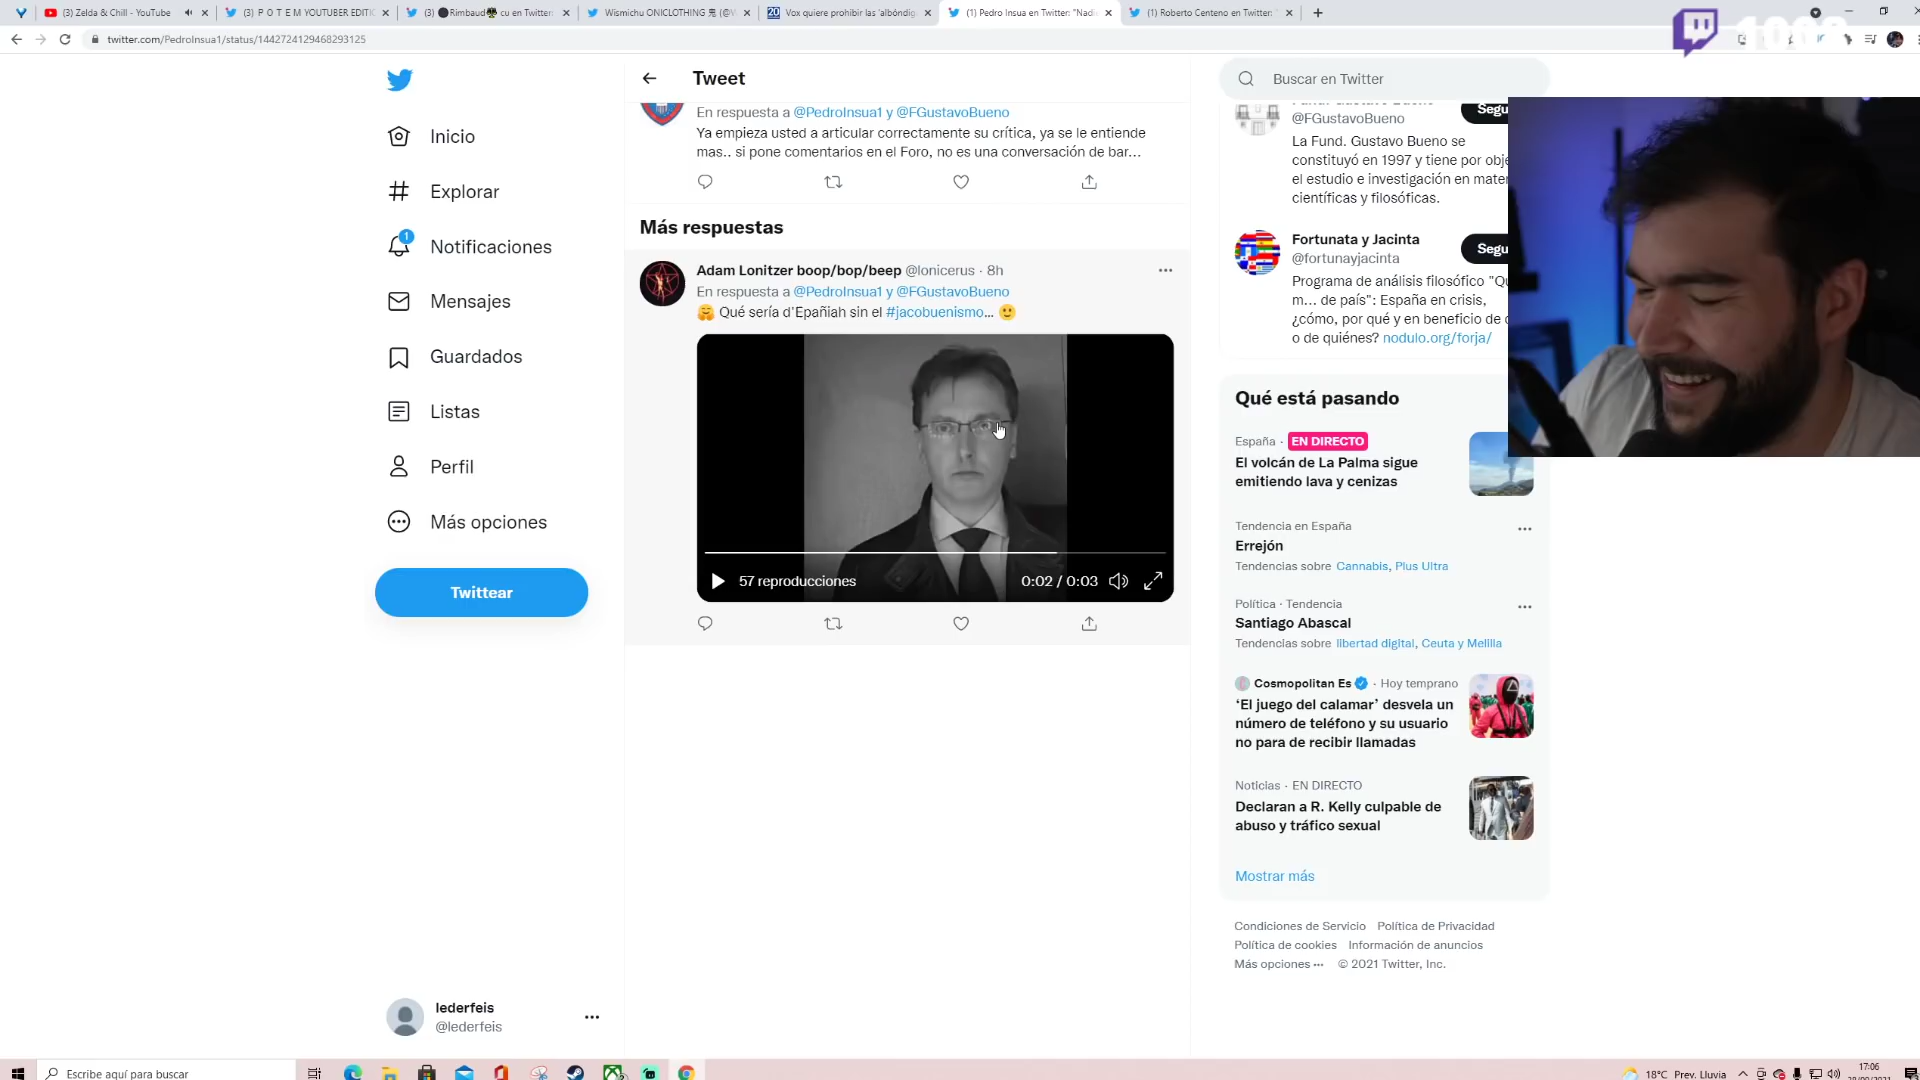 (3) Zelda & Chill - YouTube
(3) P O T E M YOUTUBER EDITIC
(3) Rimbaud cu en Twitter:
Wismichu ONICLOTHING
Vox quiere prohibir las 'albóndig
(1) Pedro Insua en Twitter: "Nadi
(1) Roberto Centeno en Twitter: "
twitter.com/PedroInsua1/status/1442724129468293125
Inicio
Explorar
1
Notificaciones
Mensajes
Guardados
Listas
Perfil
Más opciones
Twittear
lederfeis
@lederfeis
Tweet
En respuesta a @PedroInsua1 y @FGustavoBueno
Ya empieza usted a articular correctamente su crítica, ya se le entiende
mas.. si pone comentarios en el Foro, no es una conversación de bar...
Más respuestas
Adam Lonitzer boop/bop/beep @lonicerus · 8h
En respuesta a @PedroInsua1 y @FGustavoBueno
🤗 Qué sería d'Epañiah sin el #jacobuenismo... 🙂
57 reproducciones
0:02 / 0:03
Buscar en Twitter
@FGustavoBueno
Segu
La Fund. Gustavo Bueno se
constituyó en 1997 y tiene por obje
el estudio e investigación en mater
científicas y filosóficas.
Fortunata y Jacinta
@fortunayjacinta
Segu
Programa de análisis filosófico "Qu
m... de país": España en crisis,
¿cómo, por qué y en beneficio de
o de quiénes? nodulo.org/forja/
Qué está pasando
España · EN DIRECTO
El volcán de La Palma sigue
emitiendo lava y cenizas
Tendencia en España
Errejón
Tendencias sobre Cannabis, Plus Ultra
Política · Tendencia
Santiago Abascal
Tendencias sobre libertad digital, Ceuta y Melilla
Cosmopolitan Es · Hoy temprano
'El juego del calamar' desvela un
número de teléfono y su usuario
no para de recibir llamadas
Noticias · EN DIRECTO
Declaran a R. Kelly culpable de
abuso y tráfico sexual
Mostrar más
Condiciones de Servicio Política de Privacidad
Política de cookies Información de anuncios
Más opciones ··· © 2021 Twitter, Inc.
Escribe aquí para buscar
18°C Prev. Lluvia
17:06